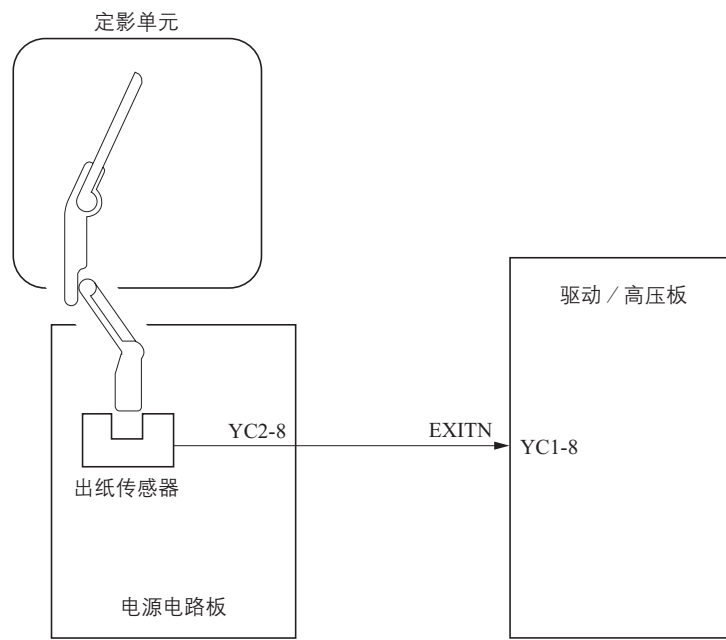 定影单元
驱动／高压板
YC2-8
EXITN
YC1-8
出纸传感器
电源电路板